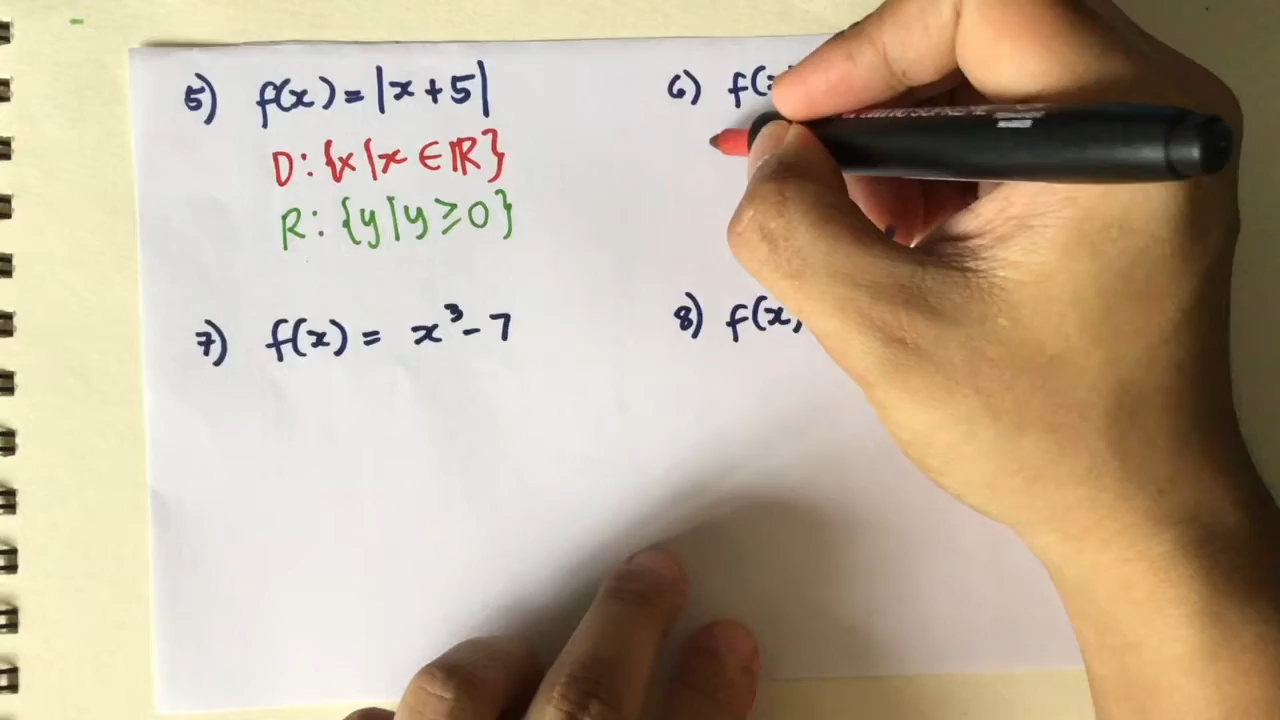 5) f(x) = |x+5|
D: {x|x ∈ ℝ}
R: {y|y ≥ 0}
6) f(
7) f(x) = x³ - 7
8) f(x)